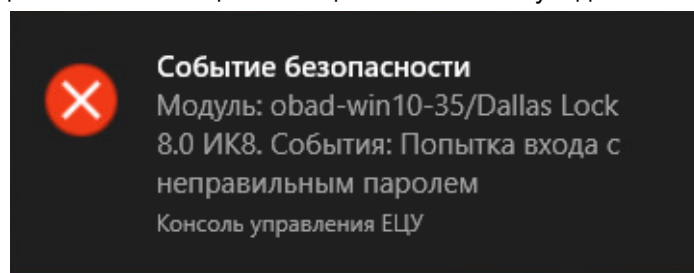 Событие безопасности
Модуль: obad-win10-35/Dallas Lock
8.0 ИК8. События: Попытка входа с
неправильным паролем
Консоль управления ЕЦУ